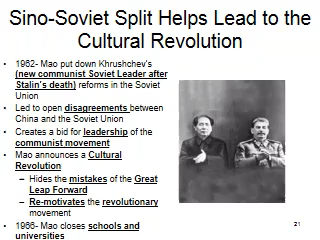 Sino-Soviet Split Helps Lead to the
Cultural Revolution
• 1962- Mao put down Khrushchev's
(new communist Soviet Leader after
Stalin's death) reforms in the Soviet
Union
• Led to open disagreements between
China and the Soviet Union
• Creates a bid for leadership of the
communist movement
• Mao announces a Cultural
Revolution
– Hides the mistakes of the Great
Leap Forward
– Re-motivates the revolutionary
movement
• 1966- Mao closes schools and
universities
21